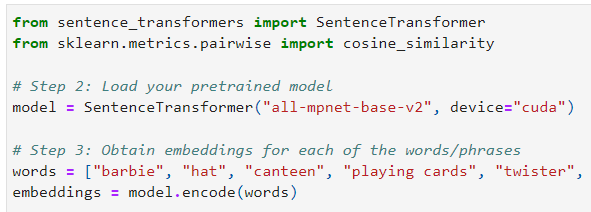 from sentence_transformers import SentenceTransformer
from sklearn.metrics.pairwise import cosine_similarity
# Step 2: Load your pretrained model
model = SentenceTransformer("all-mpnet-base-v2", device="cuda")
# Step 3: Obtain embeddings for each of the words/phrases
words = ["barbie", "hat", "canteen", "playing cards", "twister",
embeddings = model.encode(words)